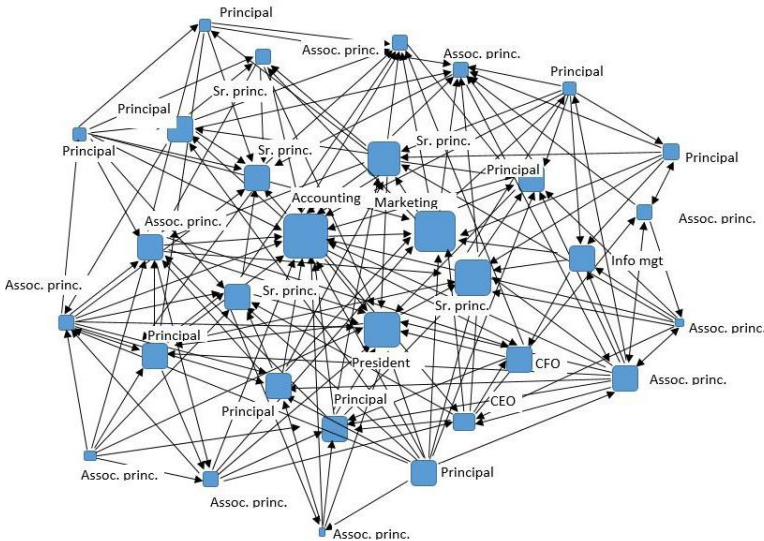 Principal
Assoc. princ.
Assoc. princ.
Principal
Sr. princ.
Principal
Principal
Sr. princ.
Sr. princ.
Principal
Principal
Accounting
Marketing
Assoc. princ.
Assoc. princ.
Info mgt
Assoc. princ.
Sr. princ.
Sr. princ.
Assoc. princ.
Principal
President
CFO
Assoc. princ.
Principal
Principal
CEO
Assoc. princ.
Principal
Assoc. princ.
Assoc. princ.